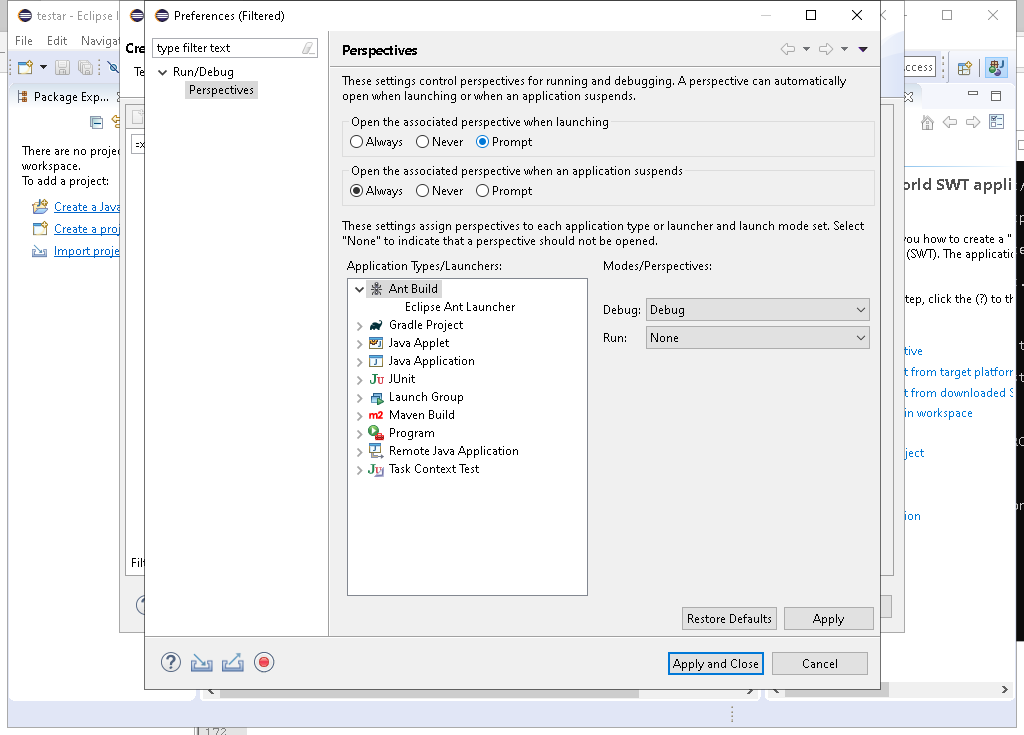 testar - Eclipse I
Preferences (Filtered)
File Edit Navigat
Cre
type filter text
Perspectives
Te
Run/Debug
Perspectives
These settings control perspectives for running and debugging. A perspective can automatically
open when launching or when an application suspends.
ccess
Package Exp...
Open the associated perspective when launching
Always Never Prompt
There are no projec
workspace.
To add a project:
Open the associated perspective when an application suspends
Always Never Prompt
orld SWT appli
Create a Java
Create a proj
Import proje
These settings assign perspectives to each application type or launcher and launch mode set. Select
"None" to indicate that a perspective should not be opened.
you how to create a "
(SWT). The applicatio
Application Types/Launchers:
Modes/Perspectives:
Ant Build
Eclipse Ant Launcher
Gradle Project
Java Applet
Java Application
JUnit
Launch Group
Maven Build
Program
Remote Java Application
Task Context Test
Debug: Debug
Run: None
tep, click the (?) to th
tive
t from target platforn
t from downloaded S
in workspace
ject
ion
Filt
Restore Defaults
Apply
Apply and Close
Cancel
172